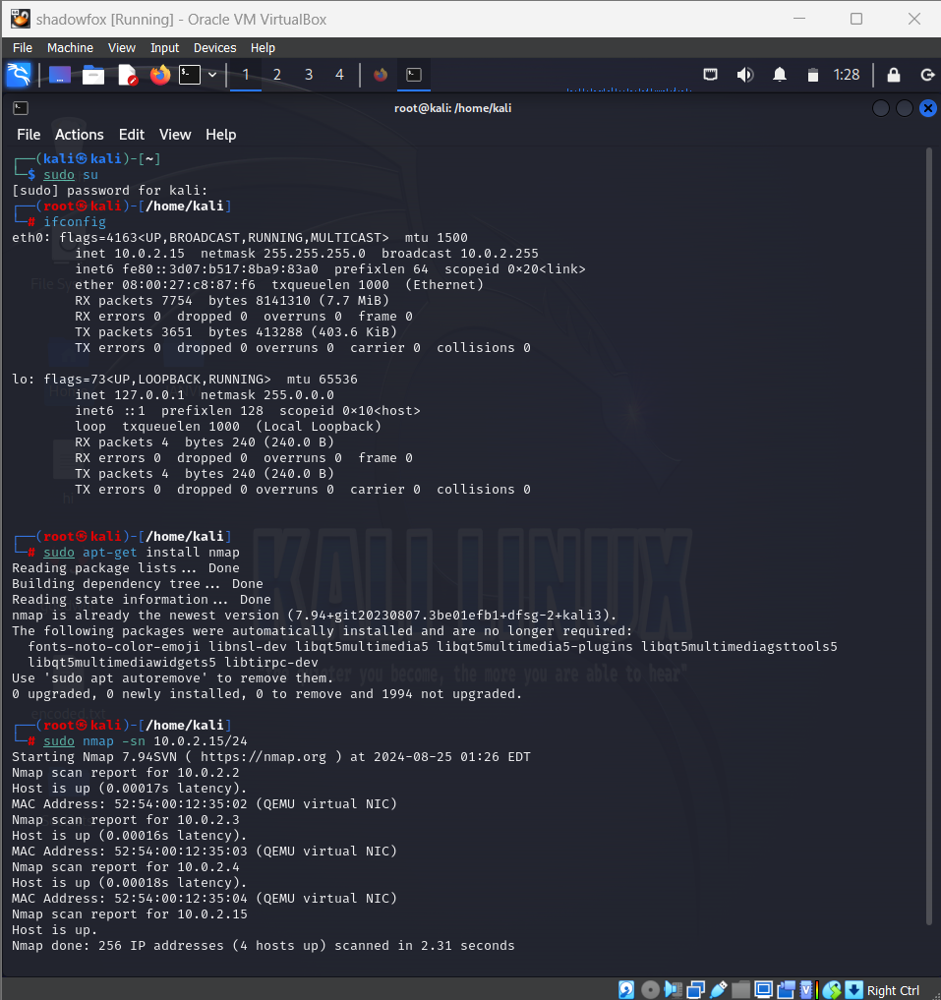 shadowfox [Running] - Oracle VM VirtualBox
File Machine View Input Devices Help
1 2 3 4 1:28
root@kali: /home/kali
File Actions Edit View Help
┌──(kali㉿kali)-[~]
└─$ sudo su
[sudo] password for kali:
┌──(root㉿kali)-[/home/kali]
└─# ifconfig
eth0: flags=4163<UP,BROADCAST,RUNNING,MULTICAST>  mtu 1500
        inet 10.0.2.15  netmask 255.255.255.0  broadcast 10.0.2.255
        inet6 fe80::3d07:b517:8ba9:83a0  prefixlen 64  scopeid 0×20<link>
        ether 08:00:27:c8:87:f6  txqueuelen 1000  (Ethernet)
        RX packets 7754  bytes 8141310 (7.7 MiB)
        RX errors 0  dropped 0  overruns 0  frame 0
        TX packets 3651  bytes 413288 (403.6 KiB)
        TX errors 0  dropped 0 overruns 0  carrier 0  collisions 0
lo: flags=73<UP,LOOPBACK,RUNNING>  mtu 65536
        inet 127.0.0.1  netmask 255.0.0.0
        inet6 ::1  prefixlen 128  scopeid 0×10<host>
        loop  txqueuelen 1000  (Local Loopback)
        RX packets 4  bytes 240 (240.0 B)
        RX errors 0  dropped 0  overruns 0  frame 0
        TX packets 4  bytes 240 (240.0 B)
        TX errors 0  dropped 0 overruns 0  carrier 0  collisions 0
┌──(root㉿kali)-[/home/kali]
└─# sudo apt-get install nmap
Reading package lists... Done
Building dependency tree... Done
Reading state information... Done
nmap is already the newest version (7.94+git20230807.3be01efb1+dfsg-2+kali3).
The following packages were automatically installed and are no longer required:
  fonts-noto-color-emoji libnsl-dev libqt5multimedia5 libqt5multimedia5-plugins libqt5multimediagsttools5
  libqt5multimediawidgets5 libtirpc-dev
Use 'sudo apt autoremove' to remove them.
0 upgraded, 0 newly installed, 0 to remove and 1994 not upgraded.
┌──(root㉿kali)-[/home/kali]
└─# sudo nmap -sn 10.0.2.15/24
Starting Nmap 7.94SVN ( https://nmap.org ) at 2024-08-25 01:26 EDT
Nmap scan report for 10.0.2.2
Host is up (0.00017s latency).
MAC Address: 52:54:00:12:35:02 (QEMU virtual NIC)
Nmap scan report for 10.0.2.3
Host is up (0.00016s latency).
MAC Address: 52:54:00:12:35:03 (QEMU virtual NIC)
Nmap scan report for 10.0.2.4
Host is up (0.00018s latency).
MAC Address: 52:54:00:12:35:04 (QEMU virtual NIC)
Nmap scan report for 10.0.2.15
Host is up.
Nmap done: 256 IP addresses (4 hosts up) scanned in 2.31 seconds
KALI LINUX
you become, the more you are able to hear"
encoded.txt
Right Ctrl